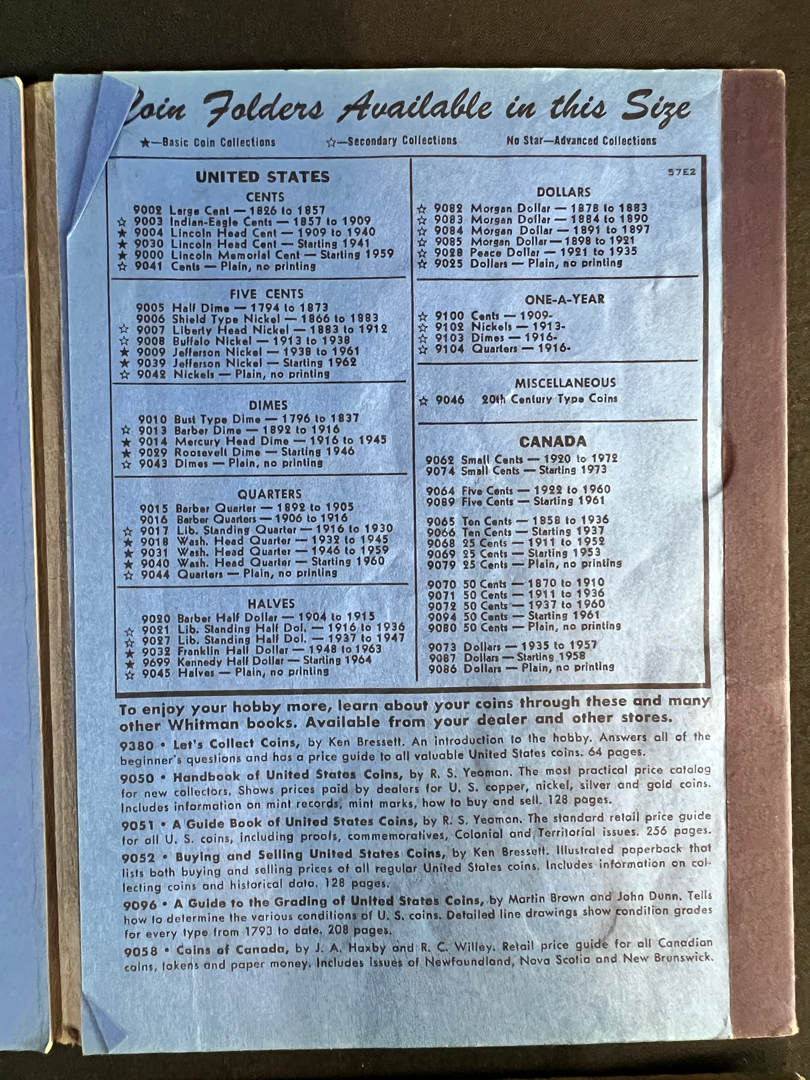 Coin Folders Available in this Size
★—Basic Coin Collections ☆—Secondary Collections No Star—Advanced Collections
UNITED STATES
CENTS
9002 Large Cent — 1826 to 1857
☆ 9003 Indian-Eagle Cents — 1857 to 1909
★ 9004 Lincoln Head Cent — 1909 to 1940
★ 9030 Lincoln Head Cent — Starting 1941
★ 9000 Lincoln Memorial Cent — Starting 1959
☆ 9041 Cents — Plain, no printing
FIVE CENTS
9005 Half Dime — 1794 to 1873
9006 Shield Type Nickel — 1866 to 1883
☆ 9007 Liberty Head Nickel — 1883 to 1912
☆ 9008 Buffalo Nickel — 1913 to 1938
★ 9009 Jefferson Nickel — 1938 to 1961
★ 9039 Jefferson Nickel — Starting 1962
☆ 9042 Nickels — Plain, no printing
DIMES
9010 Bust Type Dime — 1796 to 1837
☆ 9013 Barber Dime — 1892 to 1916
★ 9014 Mercury Head Dime — 1916 to 1945
★ 9029 Roosevelt Dime — Starting 1946
☆ 9043 Dimes — Plain, no printing
QUARTERS
9015 Barber Quarter — 1892 to 1905
9016 Barber Quarters — 1906 to 1916
☆ 9017 Lib. Standing Quarter — 1916 to 1930
★ 9018 Wash. Head Quarter — 1932 to 1945
★ 9031 Wash. Head Quarter — 1946 to 1959
★ 9040 Wash. Head Quarter — Starting 1960
☆ 9044 Quarters — Plain, no printing
HALVES
9020 Barber Half Dollar — 1904 to 1915
☆ 9021 Lib. Standing Half Dol. — 1916 to 1936
☆ 9027 Lib. Standing Half Dol. — 1937 to 1947
★ 9032 Franklin Half Dollar — 1948 to 1963
★ 9699 Kennedy Half Dollar — Starting 1964
☆ 9045 Halves — Plain, no printing
57E2
DOLLARS
☆ 9082 Morgan Dollar — 1878 to 1883
☆ 9083 Morgan Dollar — 1884 to 1890
☆ 9084 Morgan Dollar — 1891 to 1897
☆ 9085 Morgan Dollar — 1898 to 1921
☆ 9028 Peace Dollar — 1921 to 1935
☆ 9025 Dollars — Plain, no printing
ONE-A-YEAR
☆ 9100 Cents — 1909-
☆ 9102 Nickels — 1913-
☆ 9103 Dimes — 1916-
☆ 9104 Quarters — 1916-
MISCELLANEOUS
☆ 9046 20th Century Type Coins
CANADA
9062 Small Cents — 1920 to 1972
9074 Small Cents — Starting 1973
9064 Five Cents — 1922 to 1960
9089 Five Cents — Starting 1961
9065 Ten Cents — 1858 to 1936
9066 Ten Cents — Starting 1937
9068 25 Cents — 1911 to 1952
9069 25 Cents — Starting 1953
9079 25 Cents — Plain, no printing
9070 50 Cents — 1870 to 1910
9071 50 Cents — 1911 to 1936
9072 50 Cents — 1937 to 1960
9094 50 Cents — Starting 1961
9080 50 Cents — Plain, no printing
9073 Dollars — 1935 to 1957
9087 Dollars — Starting 1958
9086 Dollars — Plain, no printing
To enjoy your hobby more, learn about your coins through these and many
other Whitman books. Available from your dealer and other stores.
9380 • Let's Collect Coins, by Ken Bressett. An introduction to the hobby. Answers all of the
beginner's questions and has a price guide to all valuable United States coins. 64 pages.
9050 • Handbook of United States Coins, by R. S. Yeoman. The most practical price catalog
for new collectors. Shows prices paid by dealers for U. S. copper, nickel, silver and gold coins.
Includes information on mint records, mint marks, how to buy and sell. 128 pages.
9051 • A Guide Book of United States Coins, by R. S. Yeoman. The standard retail price guide
for all U. S. coins, including proofs, commemoratives, Colonial and Territorial issues. 256 pages.
9052 • Buying and Selling United States Coins, by Ken Bressett. Illustrated paperback that
lists both buying and selling prices of all regular United States coins. Includes information on col-
lecting coins and historical data. 128 pages.
9096 • A Guide to the Grading of United States Coins, by Martin Brown and John Dunn. Tells
how to determine the various conditions of U. S. coins. Detailed line drawings show condition grades
for every type from 1793 to date. 208 pages.
9058 • Coins of Canada, by J. A. Haxby and R. C. Willey. Retail price guide for all Canadian
coins, tokens and paper money. Includes issues of Newfoundland, Nova Scotia and New Brunswick.